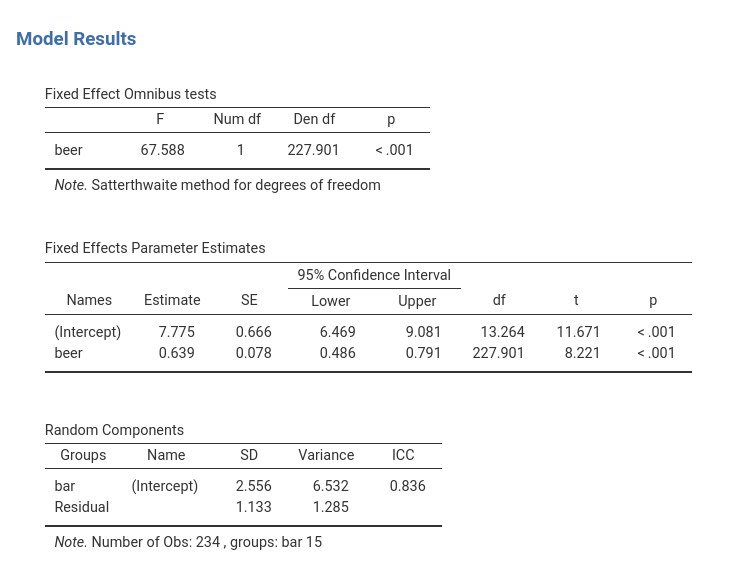 Model Results
Fixed Effect Omnibus tests
F Num df Den df p
beer 67.588 1 227.901 < .001
Note. Satterthwaite method for degrees of freedom
Fixed Effects Parameter Estimates
95% Confidence Interval
Names Estimate SE Lower Upper df t p
(Intercept) 7.775 0.666 6.469 9.081 13.264 11.671 < .001
beer 0.639 0.078 0.486 0.791 227.901 8.221 < .001
Random Components
Groups Name SD Variance ICC
bar (Intercept) 2.556 6.532 0.836
Residual 1.133 1.285
Note. Number of Obs: 234 , groups: bar 15